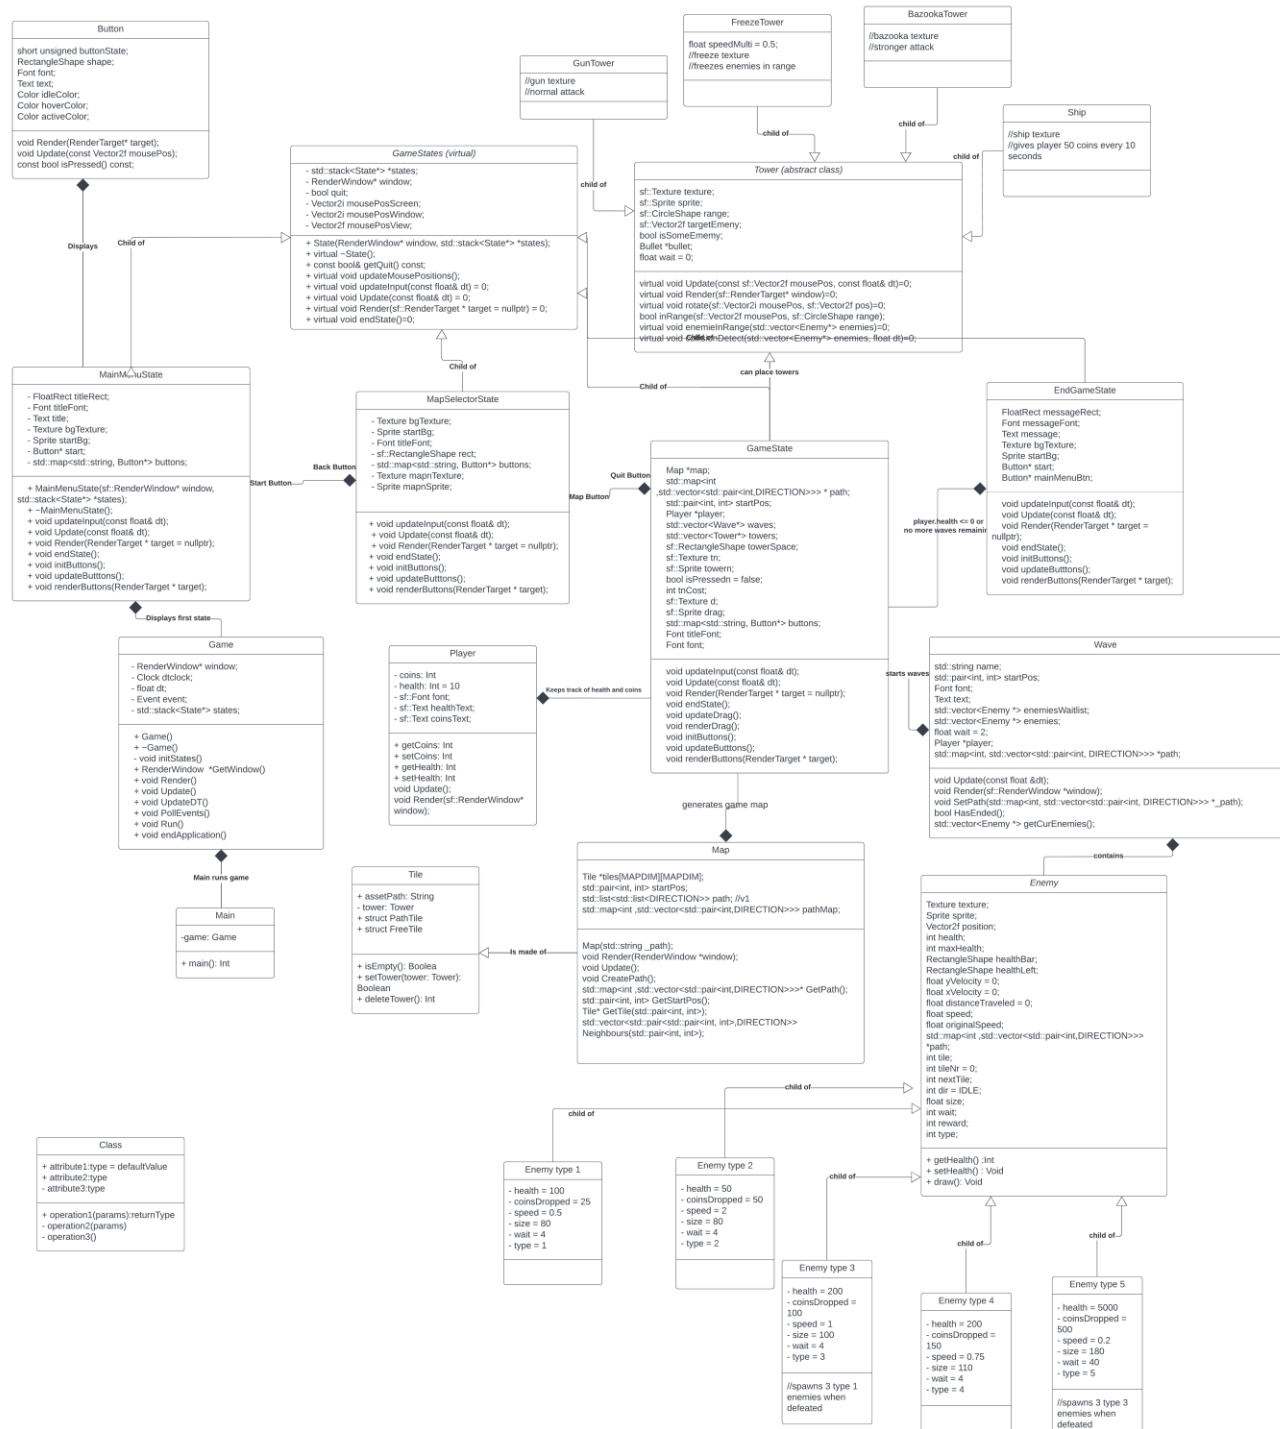 Button
short unsigned buttonState;
RectangleShape shape;
Font font;
Text text;
Color idleColor;
Color hoverColor;
Color activeColor;
void Render(RenderTarget* target);
void Update(const Vector2f mousePos);
const bool isPressed() const;
GunTower
//gun texture
//normal attack
FreezeTower
float speedMulti = 0.5;
//freeze texture
//freezes enemies in range
BazookaTower
//bazooka texture
//stronger attack
Ship
//ship texture
//gives player 50 coins every 10
seconds
child of
child of
child of
child of
GameStates (virtual)
- std::stack<State*> *states;
- RenderWindow* window;
- bool quit;
- Vector2i mousePosScreen;
- Vector2i mousePosWindow;
- Vector2f mousePosView;
+ State(RenderWindow* window, std::stack<State*> *states);
+ virtual ~State();
+ const bool& getQuit() const;
+ virtual void updateMousePositions();
+ virtual void updateInput(const float& dt) = 0;
+ virtual void Update(const float& dt) = 0;
+ virtual void Render(sf::RenderTarget * target = nullptr) = 0;
+ virtual void endState()=0;
Tower (abstract class)
sf::Texture texture;
sf::Sprite sprite;
sf::CircleShape range;
sf::Vector2f targetEmeny;
bool isSomeEmemy;
Bullet *bullet;
float wait = 0;
virtual void Update(const sf::Vector2f mousePos, const float& dt)=0;
virtual void Render(sf::RenderTarget* window)=0;
virtual void rotate(sf::Vector2i mousePos, sf::Vector2f pos)=0;
bool inRange(sf::Vector2f mousePos, sf::CircleShape range);
virtual void enemieInRange(std::vector<Enemy*> enemies)=0;
virtual void (std::vector<Enemy*> enemies, float dt)=0;
Child of
Displays
Child of
Child of
Child of
can place towers
MainMenuState
- FloatRect titleRect;
- Font titleFont;
- Text title;
- Texture bgTexture;
- Sprite startBg;
- Button* start;
- std::map<std::string, Button*> buttons;
+ MainMenuState(sf::RenderWindow* window,
std::stack<State*> *states);
+ ~MainMenuState();
+ void updateInput(const float& dt);
+ void Update(const float& dt);
+ void Render(RenderTarget * target = nullptr);
+ void endState();
+ void initButtons();
+ void updateButttons();
+ void renderButtons(RenderTarget * target);
Start Button
Back Button
MapSelectorState
- Texture bgTexture;
- Sprite startBg;
- Font titleFont;
- sf::RectangleShape rect;
- std::map<std::string, Button*> buttons;
- Texture mapnTexture;
- Sprite mapnSprite;
+ void updateInput(const float& dt);
+ void Update(const float& dt);
+ void Render(RenderTarget * target = nullptr);
+ void endState();
+ void initButtons();
+ void updateButttons();
+ void renderButtons(RenderTarget * target);
Map Button
Quit Button
GameState
Map *map;
std::map<int
,std::vector<std::pair<int,DIRECTION>>> * path;
std::pair<int, int> startPos;
Player *player;
std::vector<Wave*> waves;
std::vector<Tower*> towers;
sf::RectangleShape towerSpace;
sf::Texture tn;
sf::Sprite towern;
bool isPressedn = false;
int tnCost;
sf::Texture d;
sf::Sprite drag;
std::map<std::string, Button*> buttons;
Font titleFont;
Font font;
void updateInput(const float& dt);
void Update(const float& dt);
void Render(RenderTarget * target = nullptr);
void endState();
void updateDrag();
void renderDrag();
void initButtons();
void updateButttons();
void renderButtons(RenderTarget * target);
EndGameState
FloatRect messageRect;
Font messageFont;
Text message;
Texture bgTexture;
Sprite startBg;
Button* start;
Button* mainMenuBtn;
void updateInput(const float& dt);
void Update(const float& dt);
void Render(RenderTarget * target =
nullptr);
void endState();
void initButtons();
void updateButttons();
void renderButtons(RenderTarget * target);
player.health <= 0 or
no more waves remainin
Displays first state
Game
- RenderWindow* window;
- Clock dtclock;
- float dt;
- Event event;
- std::stack<State*> states;
+ Game()
+ ~Game()
- void initStates()
+ RenderWindow *GetWindow()
+ void Render()
+ void Update()
+ void UpdateDT()
+ void PollEvents()
+ void Run()
+ void endApplication()
Main runs game
Main
-game: Game
+ main(): Int
Player
- coins: Int
- health: Int = 10
- sf::Font font;
- sf::Text healthText;
- sf::Text coinsText;
+ getCoins: Int
+ setCoins: Int
+ getHealth: Int
+ setHealth: Int
void Update();
void Render(sf::RenderWindow*
window);
Keeps track of health and coins
starts waves
Wave
std::string name;
std::pair<int, int> startPos;
Font font;
Text text;
std::vector<Enemy *> enemiesWaitlist;
std::vector<Enemy *> enemies;
float wait = 2;
Player *player;
std::map<int, std::vector<std::pair<int, DIRECTION>>> *path;
void Update(const float &dt);
void Render(sf::RenderWindow *window);
void SetPath(std::map<int, std::vector<std::pair<int, DIRECTION>>> *_path);
bool HasEnded();
std::vector<Enemy *> getCurEnemies();
generates game map
contains
Tile
+ assetPath: String
- tower: Tower
+ struct PathTile
+ struct FreeTile
+ isEmpty(): Boolea
+ setTower(tower: Tower):
Boolean
+ deleteTower(): Int
Is made of
Map
Tile *tiles[MAPDIM][MAPDIM];
std::pair<int, int> startPos;
std::list<std::list<DIRECTION>> path; //v1
std::map<int ,std::vector<std::pair<int,DIRECTION>>> pathMap;
Map(std::string _path);
void Render(RenderWindow *window);
void Update();
void CreatePath();
std::map<int ,std::vector<std::pair<int,DIRECTION>>>* GetPath();
std::pair<int, int> GetStartPos();
Tile* GetTile(std::pair<int, int>);
std::vector<std::pair<std::pair<int, int>,DIRECTION>>
Neighbours(std::pair<int, int>);
Enemy
Texture texture;
Sprite sprite;
Vector2f position;
int health;
int maxHealth;
RectangleShape healthBar;
RectangleShape healthLeft;
float yVelocity = 0;
float xVelocity = 0;
float distanceTraveled = 0;
float speed;
float originalSpeed;
std::map<int ,std::vector<std::pair<int,DIRECTION>>>
*path;
int tile;
int tileNr = 0;
int nextTile;
int dir = IDLE;
float size;
int wait;
int reward;
int type;
+ getHealth() :Int
+ setHealth() : Void
+ draw(): Void
child of
child of
child of
child of
child of
Class
+ attribute1:type = defaultValue
+ attribute2:type
- attribute3:type
+ operation1(params):returnType
- operation2(params)
- operation3()
Enemy type 1
- health = 100
- coinsDropped = 25
- speed = 0.5
- size = 80
- wait = 4
- type = 1
Enemy type 2
- health = 50
- coinsDropped = 50
- speed = 2
- size = 80
- wait = 4
- type = 2
Enemy type 3
- health = 200
- coinsDropped =
100
- speed = 1
- size = 100
- wait = 4
- type = 3
//spawns 3 type 1
enemies when
defeated
Enemy type 4
- health = 200
- coinsDropped =
150
- speed = 0.75
- size = 110
- wait = 4
- type = 4
Enemy type 5
- health = 5000
- coinsDropped =
500
- speed = 0.2
- size = 180
- wait = 40
- type = 5
//spawns 3 type 3
enemies when
defeated